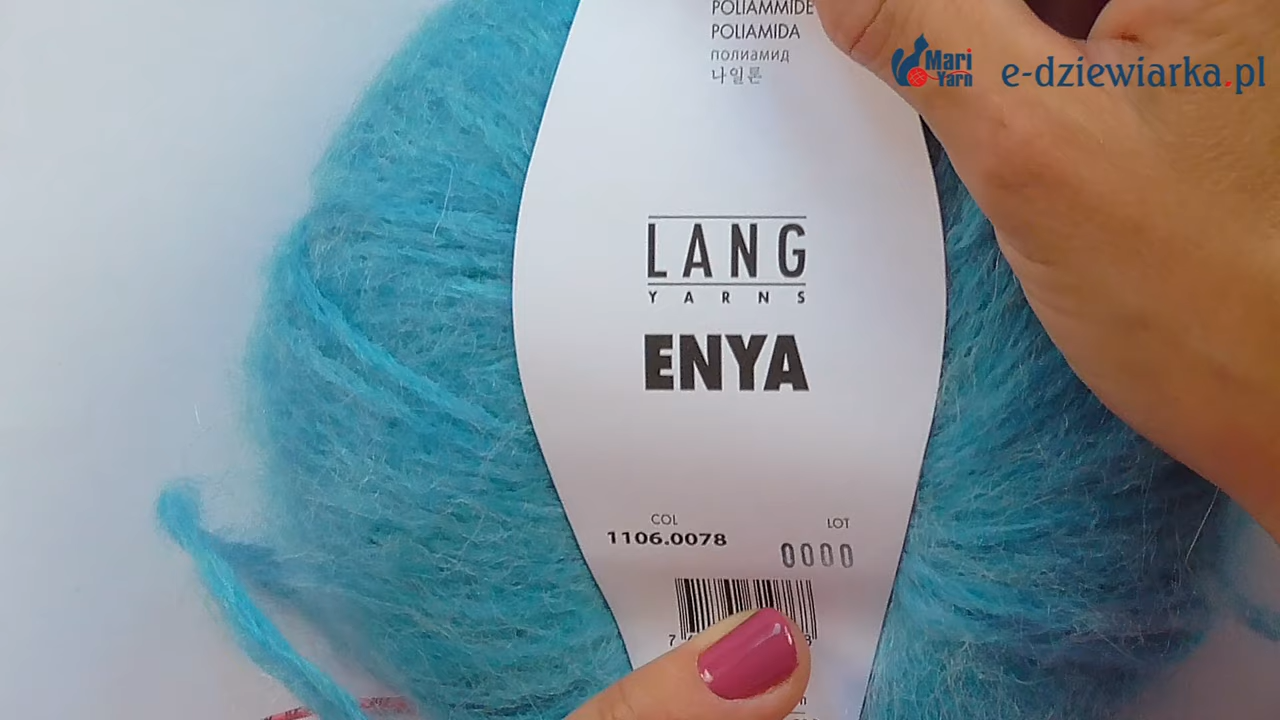 POLIAMMIDE
POLIAMIDA
полиамид
나일론
Mari
Yarn
e-dziewiarka.pl
LANG
YARNS
ENYA
COL
LOT
1106.0078
0000